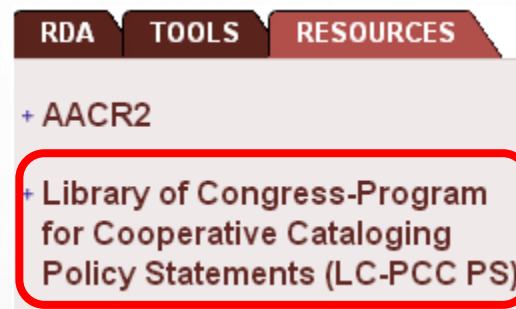 RDA TOOLS RESOURCES
+ AACR2
+ Library of Congress-Program
for Cooperative Cataloging
Policy Statements (LC-PCC PS)